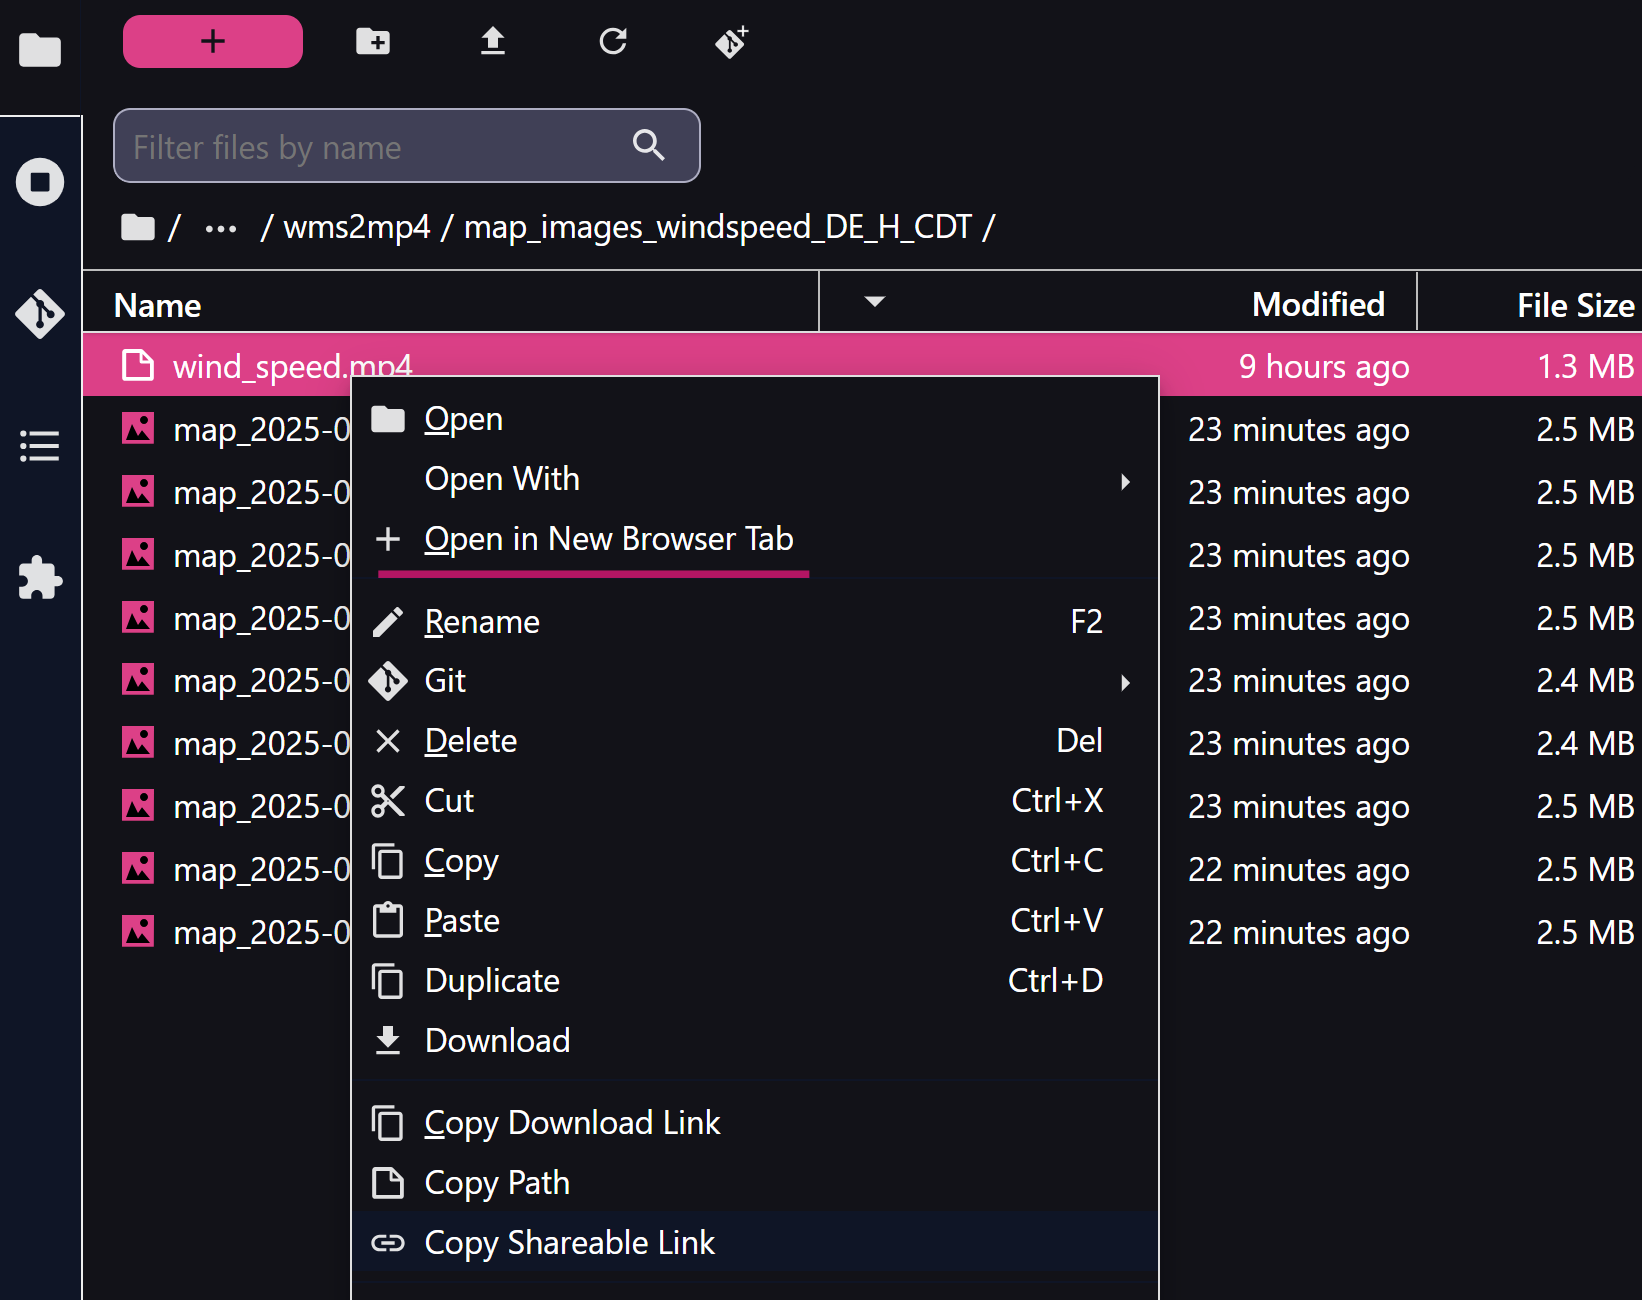 Filter files by name
/ ... / wms2mp4 / map_images_windspeed_DE_H_CDT /
Name Modified File Size
wind_speed.mp4 9 hours ago 1.3 MB
map_2025-0 23 minutes ago 2.5 MB
map_2025-0 23 minutes ago 2.5 MB
map_2025-0 23 minutes ago 2.5 MB
map_2025-0 23 minutes ago 2.5 MB
map_2025-0 23 minutes ago 2.4 MB
map_2025-0 23 minutes ago 2.4 MB
map_2025-0 23 minutes ago 2.5 MB
map_2025-0 22 minutes ago 2.5 MB
map_2025-0 22 minutes ago 2.5 MB
Open
Open With
Open in New Browser Tab
Rename F2
Git
Delete Del
Cut Ctrl+X
Copy Ctrl+C
Paste Ctrl+V
Duplicate Ctrl+D
Download
Copy Download Link
Copy Path
Copy Shareable Link